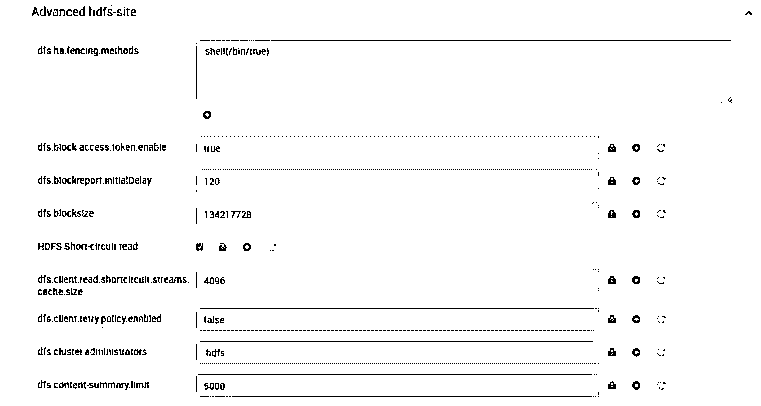 Advanced hdfs-site
dfs.ha.fencing.methods
shell(/bin/true)
dfs.block.access.token.enable
true
dfs.blockreport.initialDelay
120
dfs.blocksize
134217728
HDFS Short-circuit read
dfs.client.read.shortcircuit.streams.
cache.size
4096
dfs.client.retry.policy.enabled
false
dfs.cluster.administrators
hdfs
dfs.content-summary.limit
5000